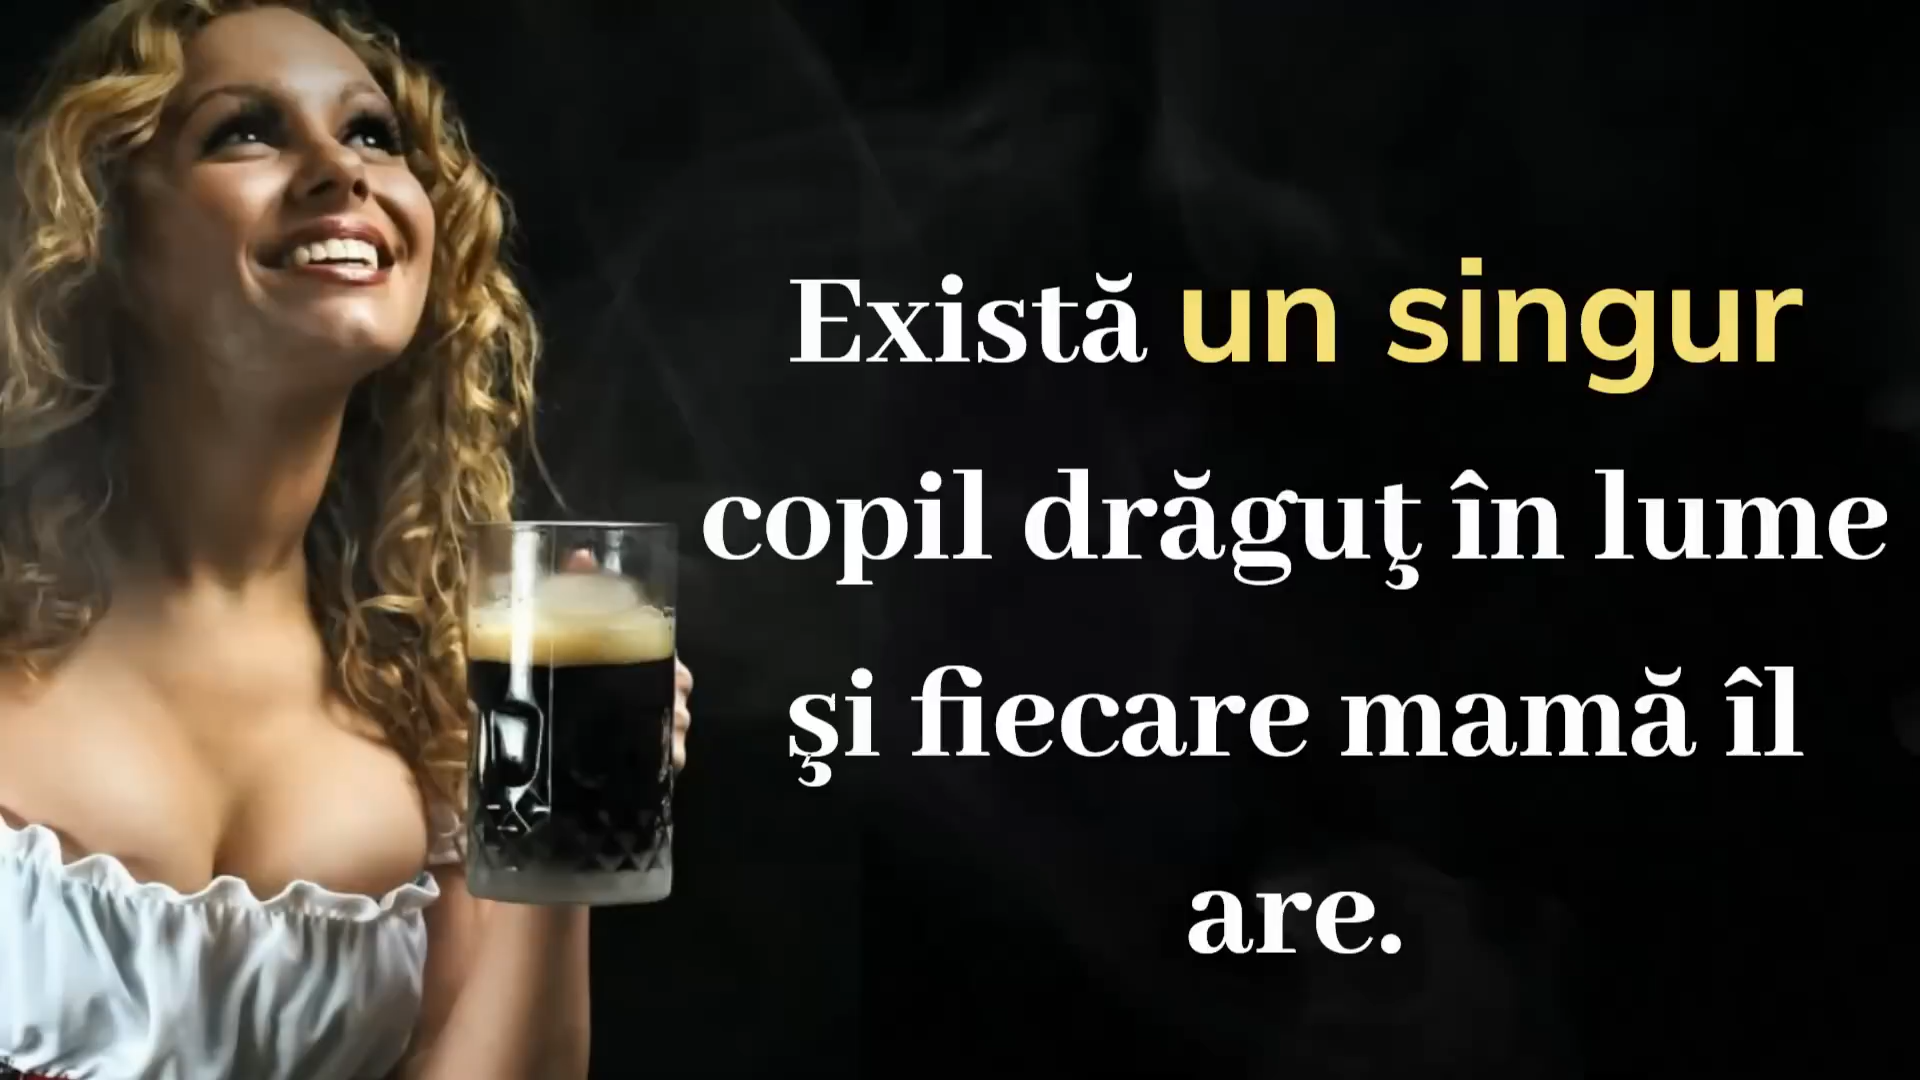 Există un singur
copil drăguţ în lume
şi fiecare mamă îl
are.